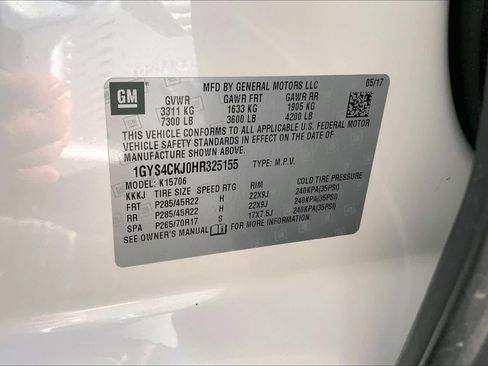 GM
MFD BY GENERAL MOTORS LLC 05/17
GVWR GAWR FRT GAWR RR
3311 KG 1633 KG 1905 KG
7300 LB 3600 LB 4200 LB
THIS VEHICLE CONFORMS TO ALL APPLICABLE U.S. FEDERAL MOTOR
VEHICLE SAFETY STANDARDS IN EFFECT ON THE DATE OF
MANUFACTURE SHOWN ABOVE.
1GYS4CKJ0HR325155 TYPE: M.P.V.
MODEL: K15706
KKKJ TIRE SIZE SPEED RTG RIM COLD TIRE PRESSURE
FRT P285/45R22 H 22X9J 240KPA(35PSI)
RR P285/45R22 H 22X9J 240KPA(35PSI)
SPA P265/70R17 S 17X7.5J 240KPA(35PSI)
SEE OWNER'S MANUAL FOR MORE INFORMATION